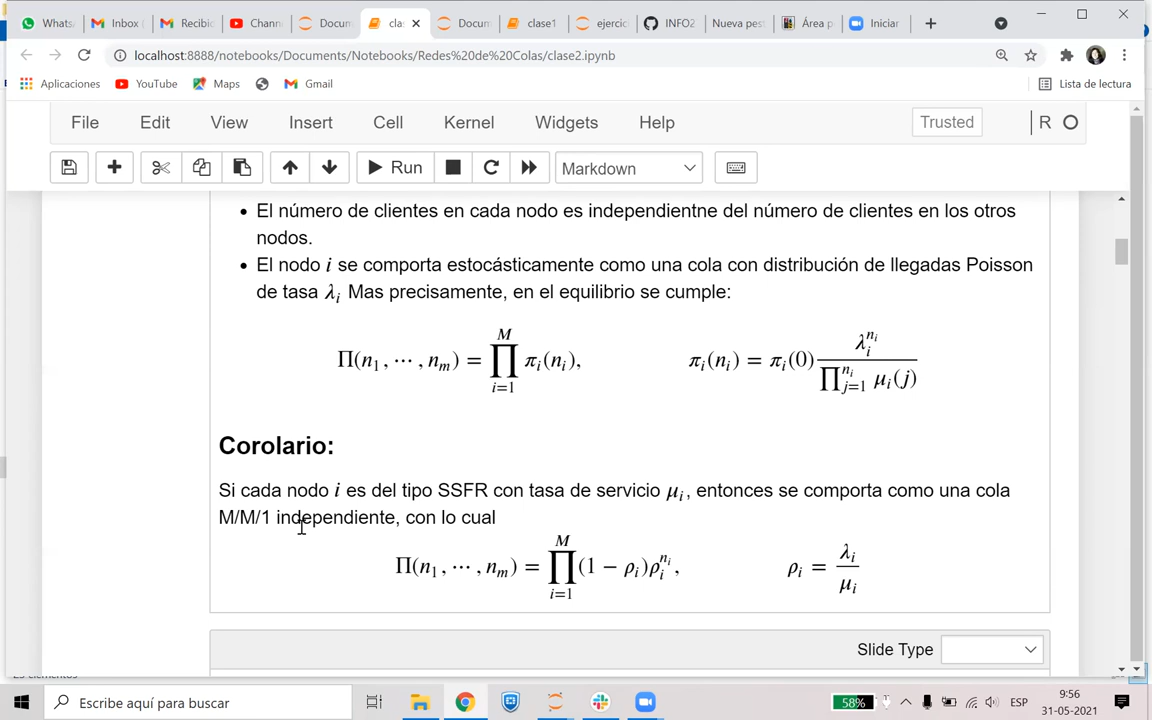 Whats Inbox Recibid Chann Docum clas Docum clase1 ejercic INFO2 Nueva pest Área p Iniciar
localhost:8888/notebooks/Documents/Notebooks/Redes%20de%20Colas/clase2.ipynb
Aplicaciones YouTube Maps Gmail Lista de lectura
File Edit View Insert Cell Kernel Widgets Help Trusted R
Run Markdown
El número de clientes en cada nodo es independientne del número de clientes en los otros
nodos.
El nodo i se comporta estocásticamente como una cola con distribución de llegadas Poisson
de tasa λ_i Mas precisamente, en el equilibrio se cumple:
Π(n_1, ⋯, n_m) = ∏_{i=1}^{M} π_i(n_i), π_i(n_i) = π_i(0) λ_i^{n_i} / ∏_{j=1}^{n_i} μ_i(j)
Corolario:
Si cada nodo i es del tipo SSFR con tasa de servicio μ_i, entonces se comporta como una cola
M/M/1 independiente, con lo cual
Π(n_1, ⋯, n_m) = ∏_{i=1}^{M} (1 − ρ_i)ρ_i^{n_i}, ρ_i = λ_i / μ_i
Slide Type
Escribe aquí para buscar 58% ESP 9:56
31-05-2021